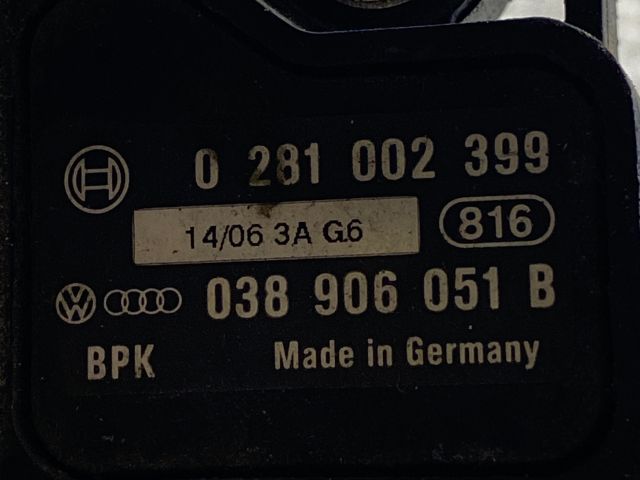 0 281 002 399
14/06 3A G6
816
038 906 051 B
BPK
Made in Germany